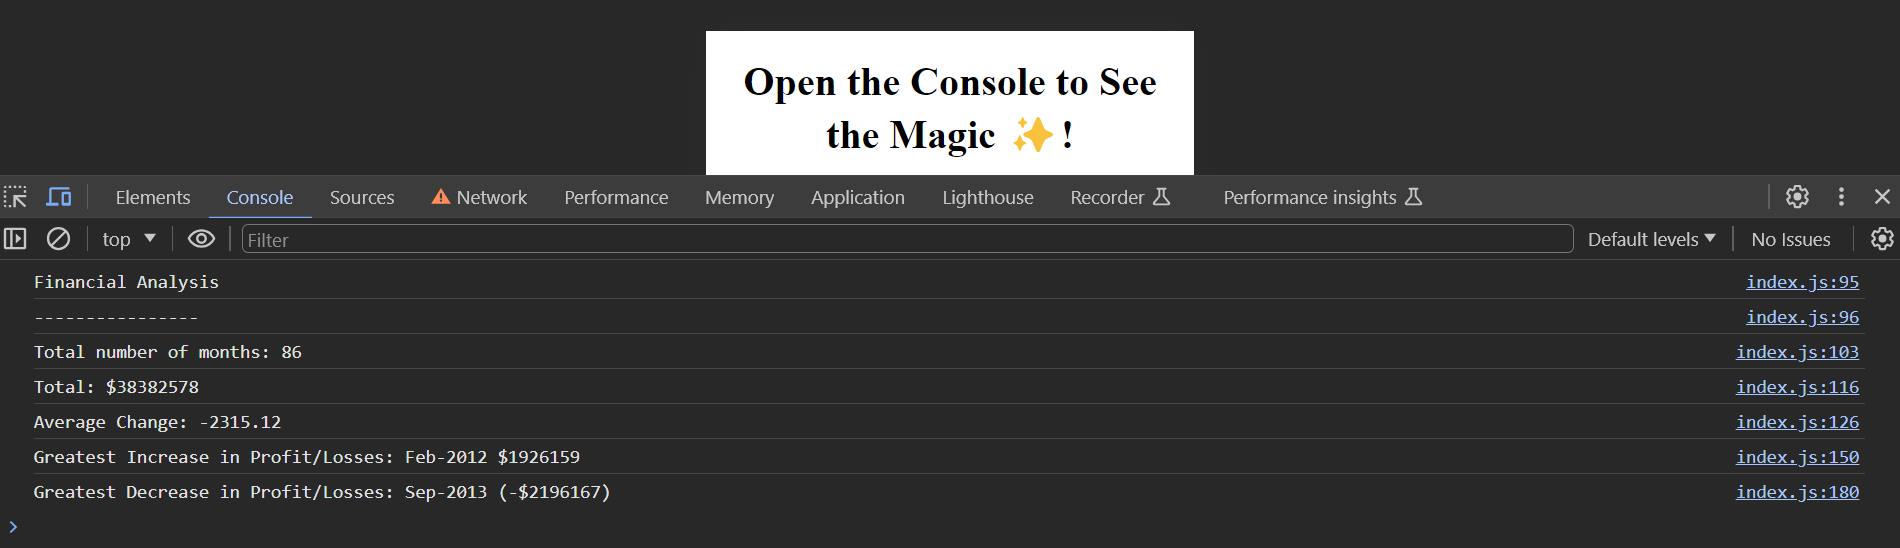 Open the Console to See
the Magic ✨ !
Elements Console Sources Network Performance Memory Application Lighthouse Recorder Performance insights
top Filter Default levels No Issues
Financial Analysis index.js:95
---------------- index.js:96
Total number of months: 86 index.js:103
Total: $38382578 index.js:116
Average Change: -2315.12 index.js:126
Greatest Increase in Profit/Losses: Feb-2012 $1926159 index.js:150
Greatest Decrease in Profit/Losses: Sep-2013 (-$2196167) index.js:180